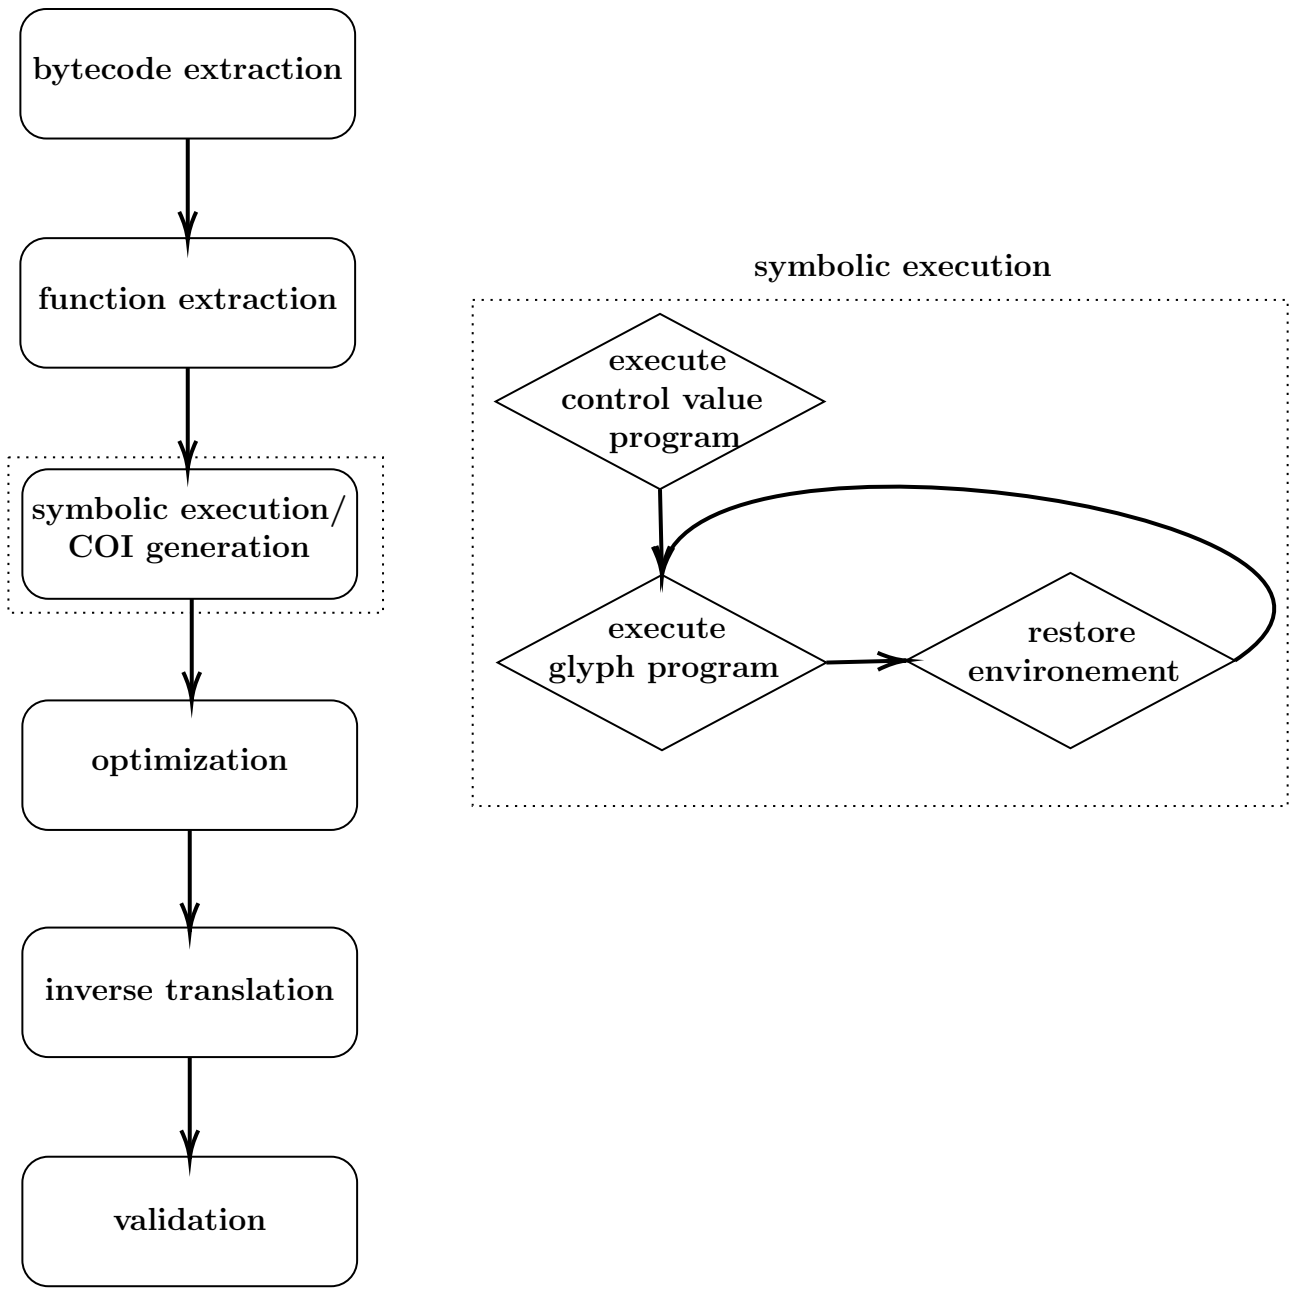 bytecode extraction
function extraction
symbolic execution/
COI generation
optimization
inverse translation
validation
symbolic execution
execute
control value
program
execute
glyph program
restore
environement